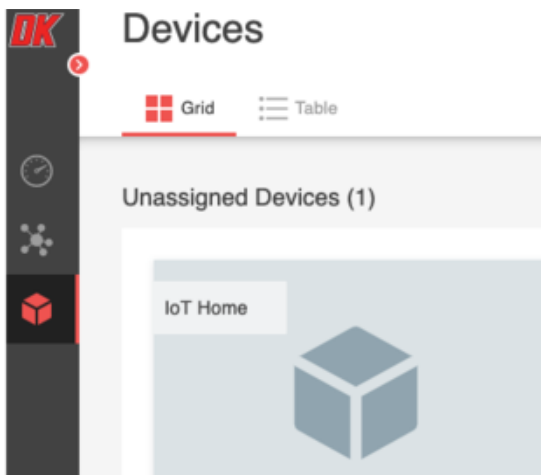 DK
Devices
Grid
Table
Unassigned Devices (1)
IoT Home